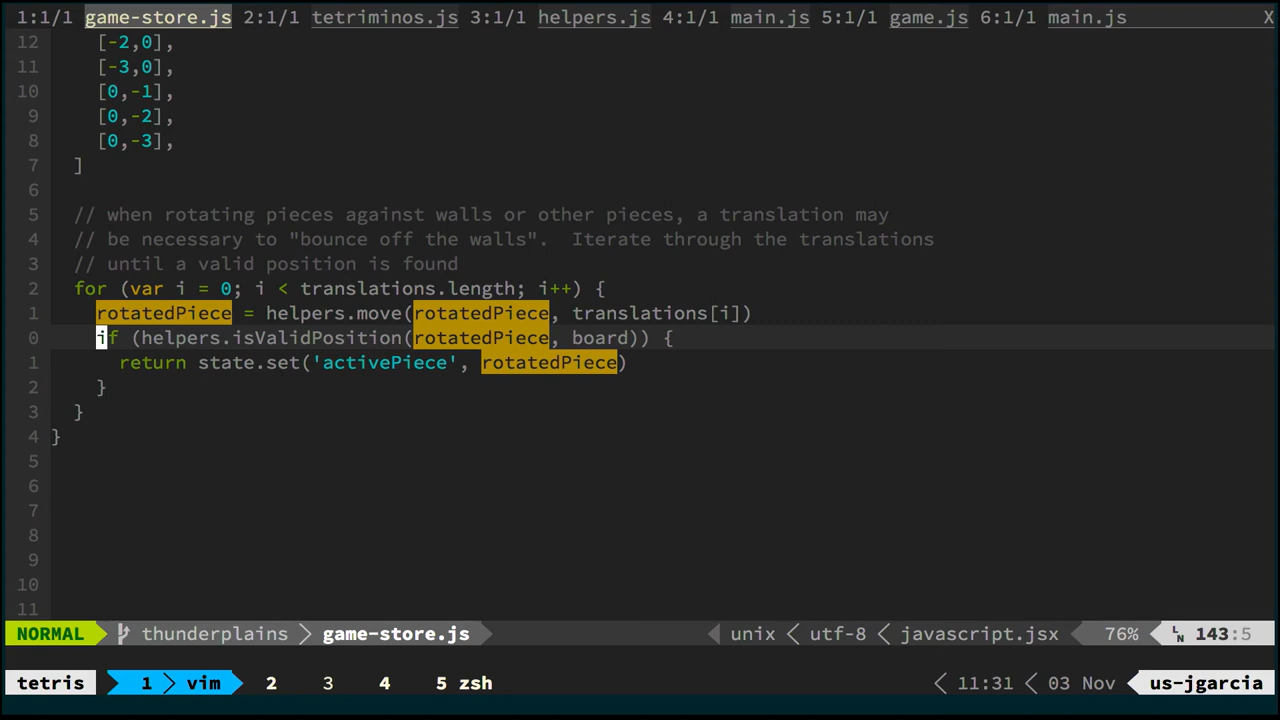 1:1/1 game-store.js 2:1/1 tetriminos.js 3:1/1 helpers.js 4:1/1 main.js 5:1/1 game.js 6:1/1 main.js X
12 [-2,0],
11 [-3,0],
10 [0,-1],
9 [0,-2],
8 [0,-3],
7 ]
6
5 // when rotating pieces against walls or other pieces, a translation may
4 // be necessary to "bounce off the walls".  Iterate through the translations
3 // until a valid position is found
2 for (var i = 0; i < translations.length; i++) {
1 rotatedPiece = helpers.move(rotatedPiece, translations[i])
0 if (helpers.isValidPosition(rotatedPiece, board)) {
1 return state.set('activePiece', rotatedPiece)
2 }
3 }
4 }
5
6
7
8
9
10
11
NORMAL thunderplains game-store.js unix utf-8 javascript.jsx 76% LN 143:5
tetris 1 vim 2 3 4 5 zsh 11:31 03 Nov us-jgarcia